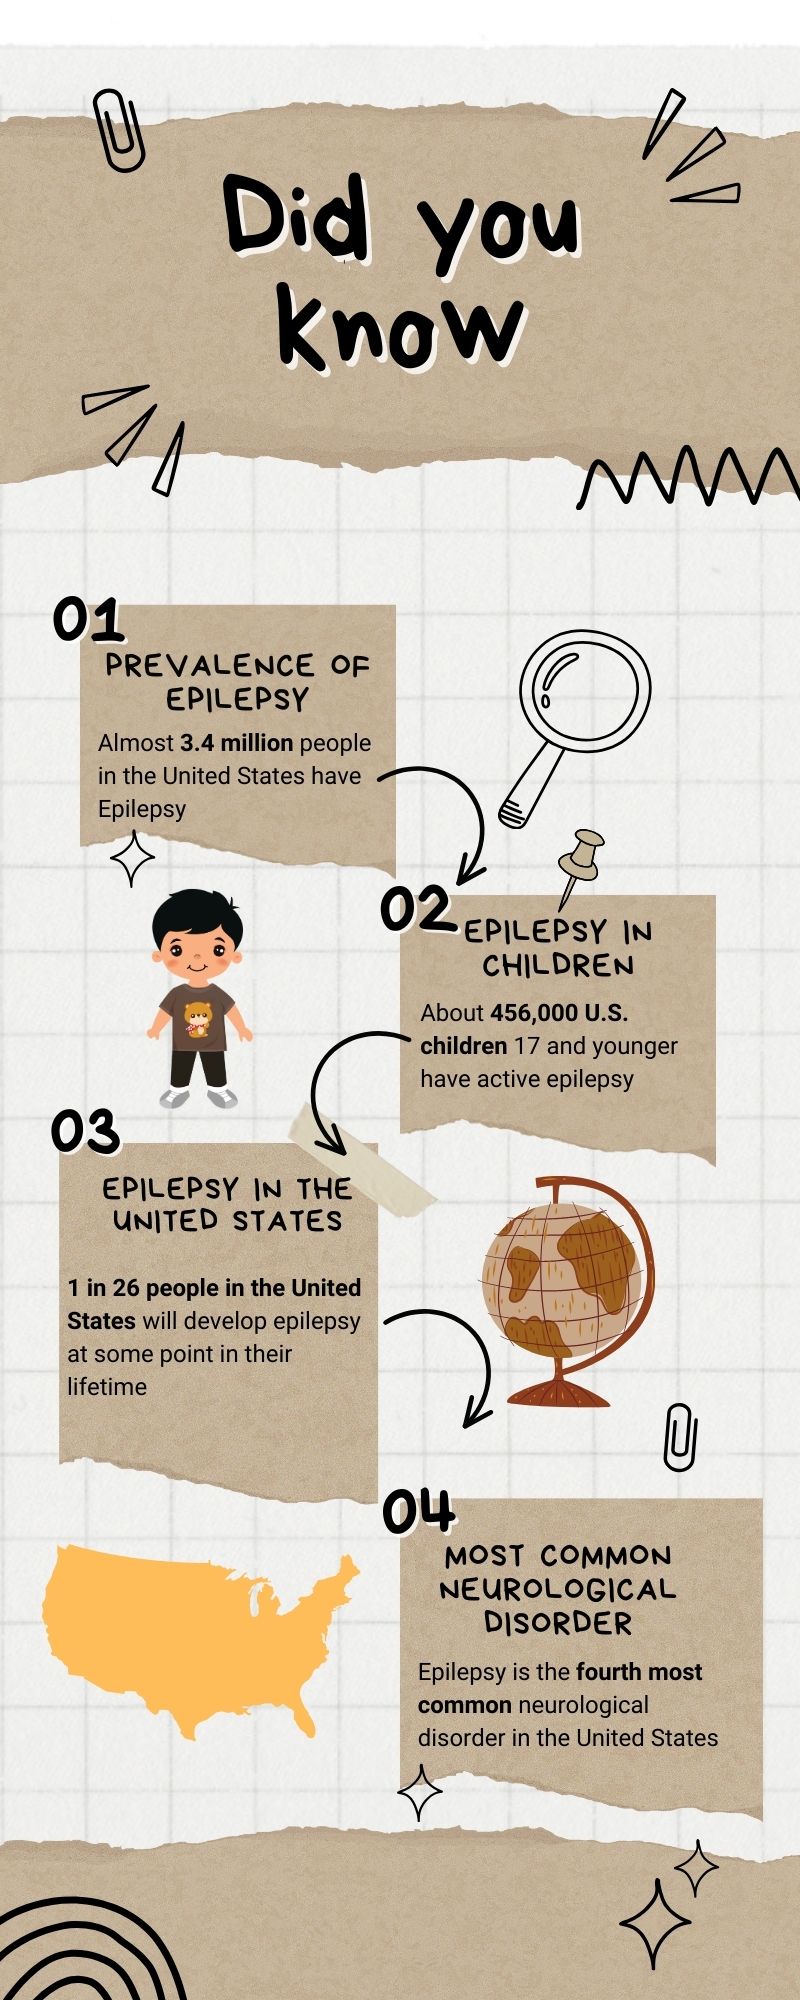 Did you
know
01
PREVALENCE OF
EPILEPSY
Almost 3.4 million people
in the United States have
Epilepsy
02
EPILEPSY IN
CHILDREN
About 456,000 U.S.
children 17 and younger
have active epilepsy
03
EPILEPSY IN THE
UNITED STATES
1 in 26 people in the United
States will develop epilepsy
at some point in their
lifetime
04
MOST COMMON
NEUROLOGICAL
DISORDER
Epilepsy is the fourth most
common neurological
disorder in the United States